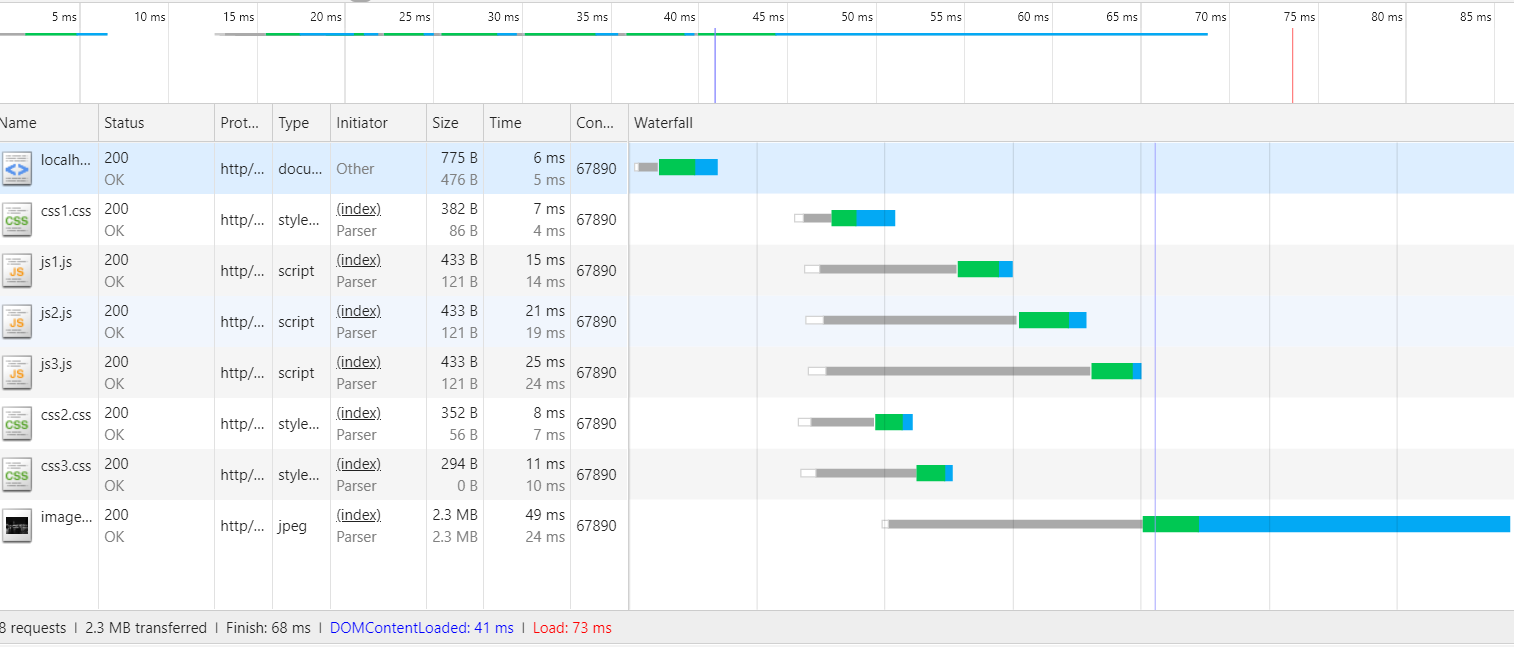 5 ms 10 ms 15 ms 20 ms 25 ms 30 ms 35 ms 40 ms 45 ms 50 ms 55 ms 60 ms 65 ms 70 ms 75 ms 80 ms 85 ms
Name Status Prot... Type Initiator Size Time Con... Waterfall
localh... 200 http/... docu... Other 775 B 6 ms 67890
OK 476 B 5 ms
css1.css 200 http/... style... (index) 382 B 7 ms 67890
CSS OK Parser 86 B 4 ms
js1.js 200 http/... script (index) 433 B 15 ms 67890
JS OK Parser 121 B 14 ms
js2.js 200 http/... script (index) 433 B 21 ms 67890
JS OK Parser 121 B 19 ms
js3.js 200 http/... script (index) 433 B 25 ms 67890
JS OK Parser 121 B 24 ms
css2.css 200 http/... style... (index) 352 B 8 ms 67890
CSS OK Parser 56 B 7 ms
css3.css 200 http/... style... (index) 294 B 11 ms 67890
CSS OK Parser 0 B 10 ms
image... 200 http/... jpeg (index) 2.3 MB 49 ms 67890
OK Parser 2.3 MB 24 ms
8 requests | 2.3 MB transferred | Finish: 68 ms | DOMContentLoaded: 41 ms | Load: 73 ms